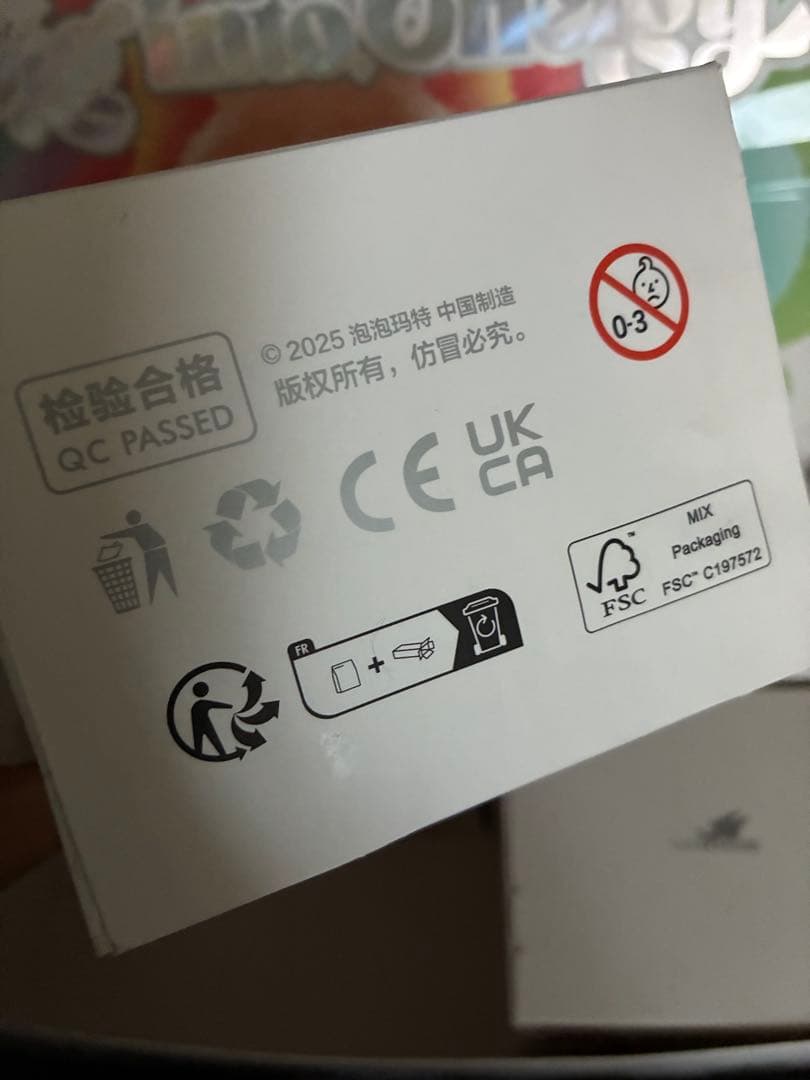 © 2025 泡泡玛特 中国制造
版权所有，仿冒必究。
0-3
检验合格
QC PASSED
CE
UK
CA
MIX
Packaging
FSC™ C197572
FSC™
FR